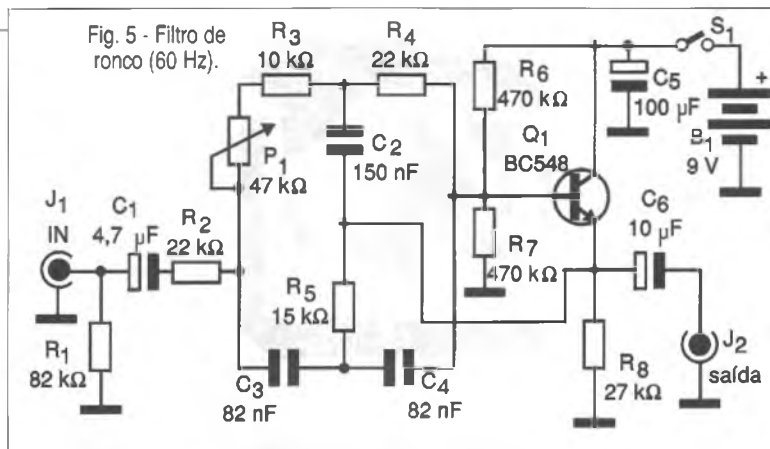 Fig. 5 - Filtro de
ronco (60 Hz).
R3
10 kΩ
R4
22 kΩ
R6
470 kΩ
S1
C5
100 µF
+
B1
9 V
Q1
BC548
P1
47 kΩ
C2
150 nF
J1
IN
C1
4,7 µF
R2
22 kΩ
R7
470 kΩ
C6
10 µF
R5
15 kΩ
R1
82 kΩ
C3
82 nF
C4
82 nF
R8
27 kΩ
J2
saída